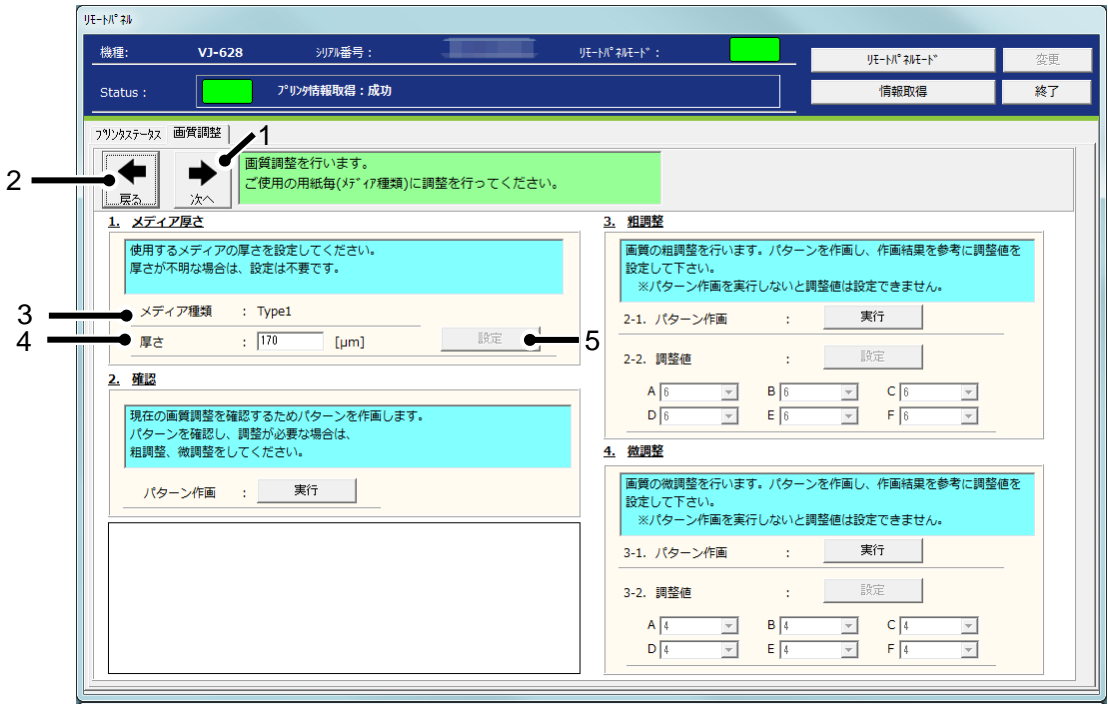 ﾘﾓｰﾄﾊﾟﾈﾙ
機種: VJ-628 ｼﾘｱﾙ番号： ﾘﾓｰﾄﾊﾟﾈﾙﾓｰﾄﾞ：
ﾘﾓｰﾄﾊﾟﾈﾙﾓｰﾄﾞ 変更
Status： ﾌﾟﾘﾝﾀ情報取得：成功
情報取得 終了
ﾌﾟﾘﾝﾀｽﾃｰﾀｽ 画質調整
1
2
戻る 次へ
画質調整を行います。
ご使用の用紙毎(ﾒﾃﾞｨｱ種類)に調整を行ってください。
1. メディア厚さ
使用するメディアの厚さを設定してください。
厚さが不明な場合は、設定は不要です。
3
メディア種類 ： Type1
4
厚さ ： 170 [μm] 設定
5
2. 確認
現在の画質調整を確認するためパターンを作画します。
パターンを確認し、調整が必要な場合は、
粗調整、微調整をしてください。
パターン作画 ： 実行
3. 粗調整
画質の粗調整を行います。パターンを作画し、作画結果を参考に調整値を
設定して下さい。
※パターン作画を実行しないと調整値は設定できません。
2-1. パターン作画 ： 実行
2-2. 調整値 ： 設定
A 6 B 6 C 6
D 6 E 6 F 6
4. 微調整
画質の微調整を行います。パターンを作画し、作画結果を参考に調整値を
設定して下さい。
※パターン作画を実行しないと調整値は設定できません。
3-1. パターン作画 ： 実行
3-2. 調整値 ： 設定
A 4 B 4 C 4
D 4 E 4 F 4